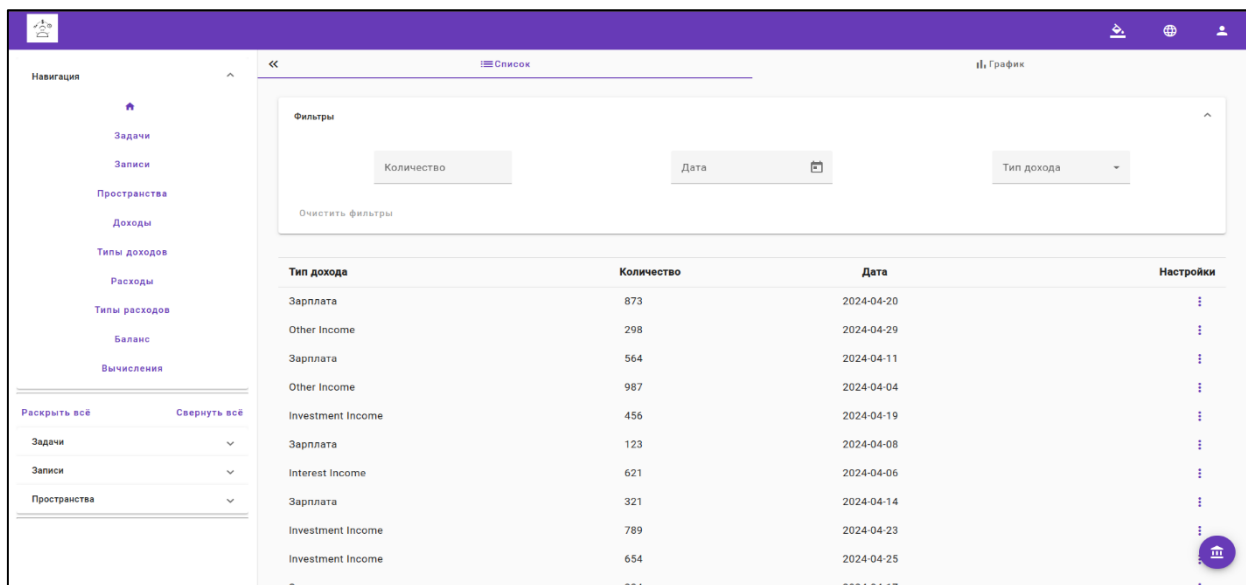 Навигация
Задачи
Записи
Пространства
Доходы
Типы доходов
Расходы
Типы расходов
Баланс
Вычисления
Раскрыть всё Свернуть всё
Задачи
Записи
Пространства
Список График
Фильтры
Количество Дата Тип дохода
Очистить фильтры
Тип дохода Количество Дата Настройки
Зарплата 873 2024-04-20
Other Income 298 2024-04-29
Зарплата 564 2024-04-11
Other Income 987 2024-04-04
Investment Income 456 2024-04-19
Зарплата 123 2024-04-08
Interest Income 621 2024-04-06
Зарплата 321 2024-04-14
Investment Income 789 2024-04-23
Investment Income 654 2024-04-25